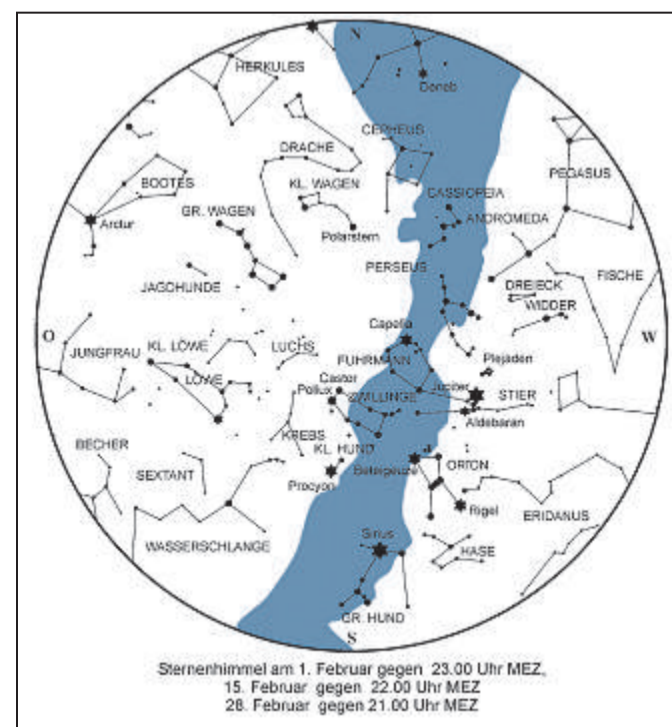 N
HERKULES
Deneb
CEPHEUS
DRACHE
BOOTES
KL. WAGEN
PEGASUS
CASSIOPEIA
GR. WAGEN
ANDROMEDA
Arctur
Polarstern
PERSEUS
FISCHE
DREIECK
JAGDHUNDE
WIDDER
Capella
O
W
JUNGFRAU
KL. LÖWE
LUCHS
FUHRMANN
Plejaden
LÖWE
Castor
Jupiter
Pollux
ZWILLINGE
STIER
Aldebaran
KREBS
BECHER
KL. HUND
SEXTANT
Beteigeuze
ORION
Procyon
Rigel
ERIDANUS
WASSERSCHLANGE
Sirius
HASE
GR. HUND
S
Sternenhimmel am 1. Februar gegen 23.00 Uhr MEZ,
15. Februar gegen 22.00 Uhr MEZ
28. Februar gegen 21.00 Uhr MEZ